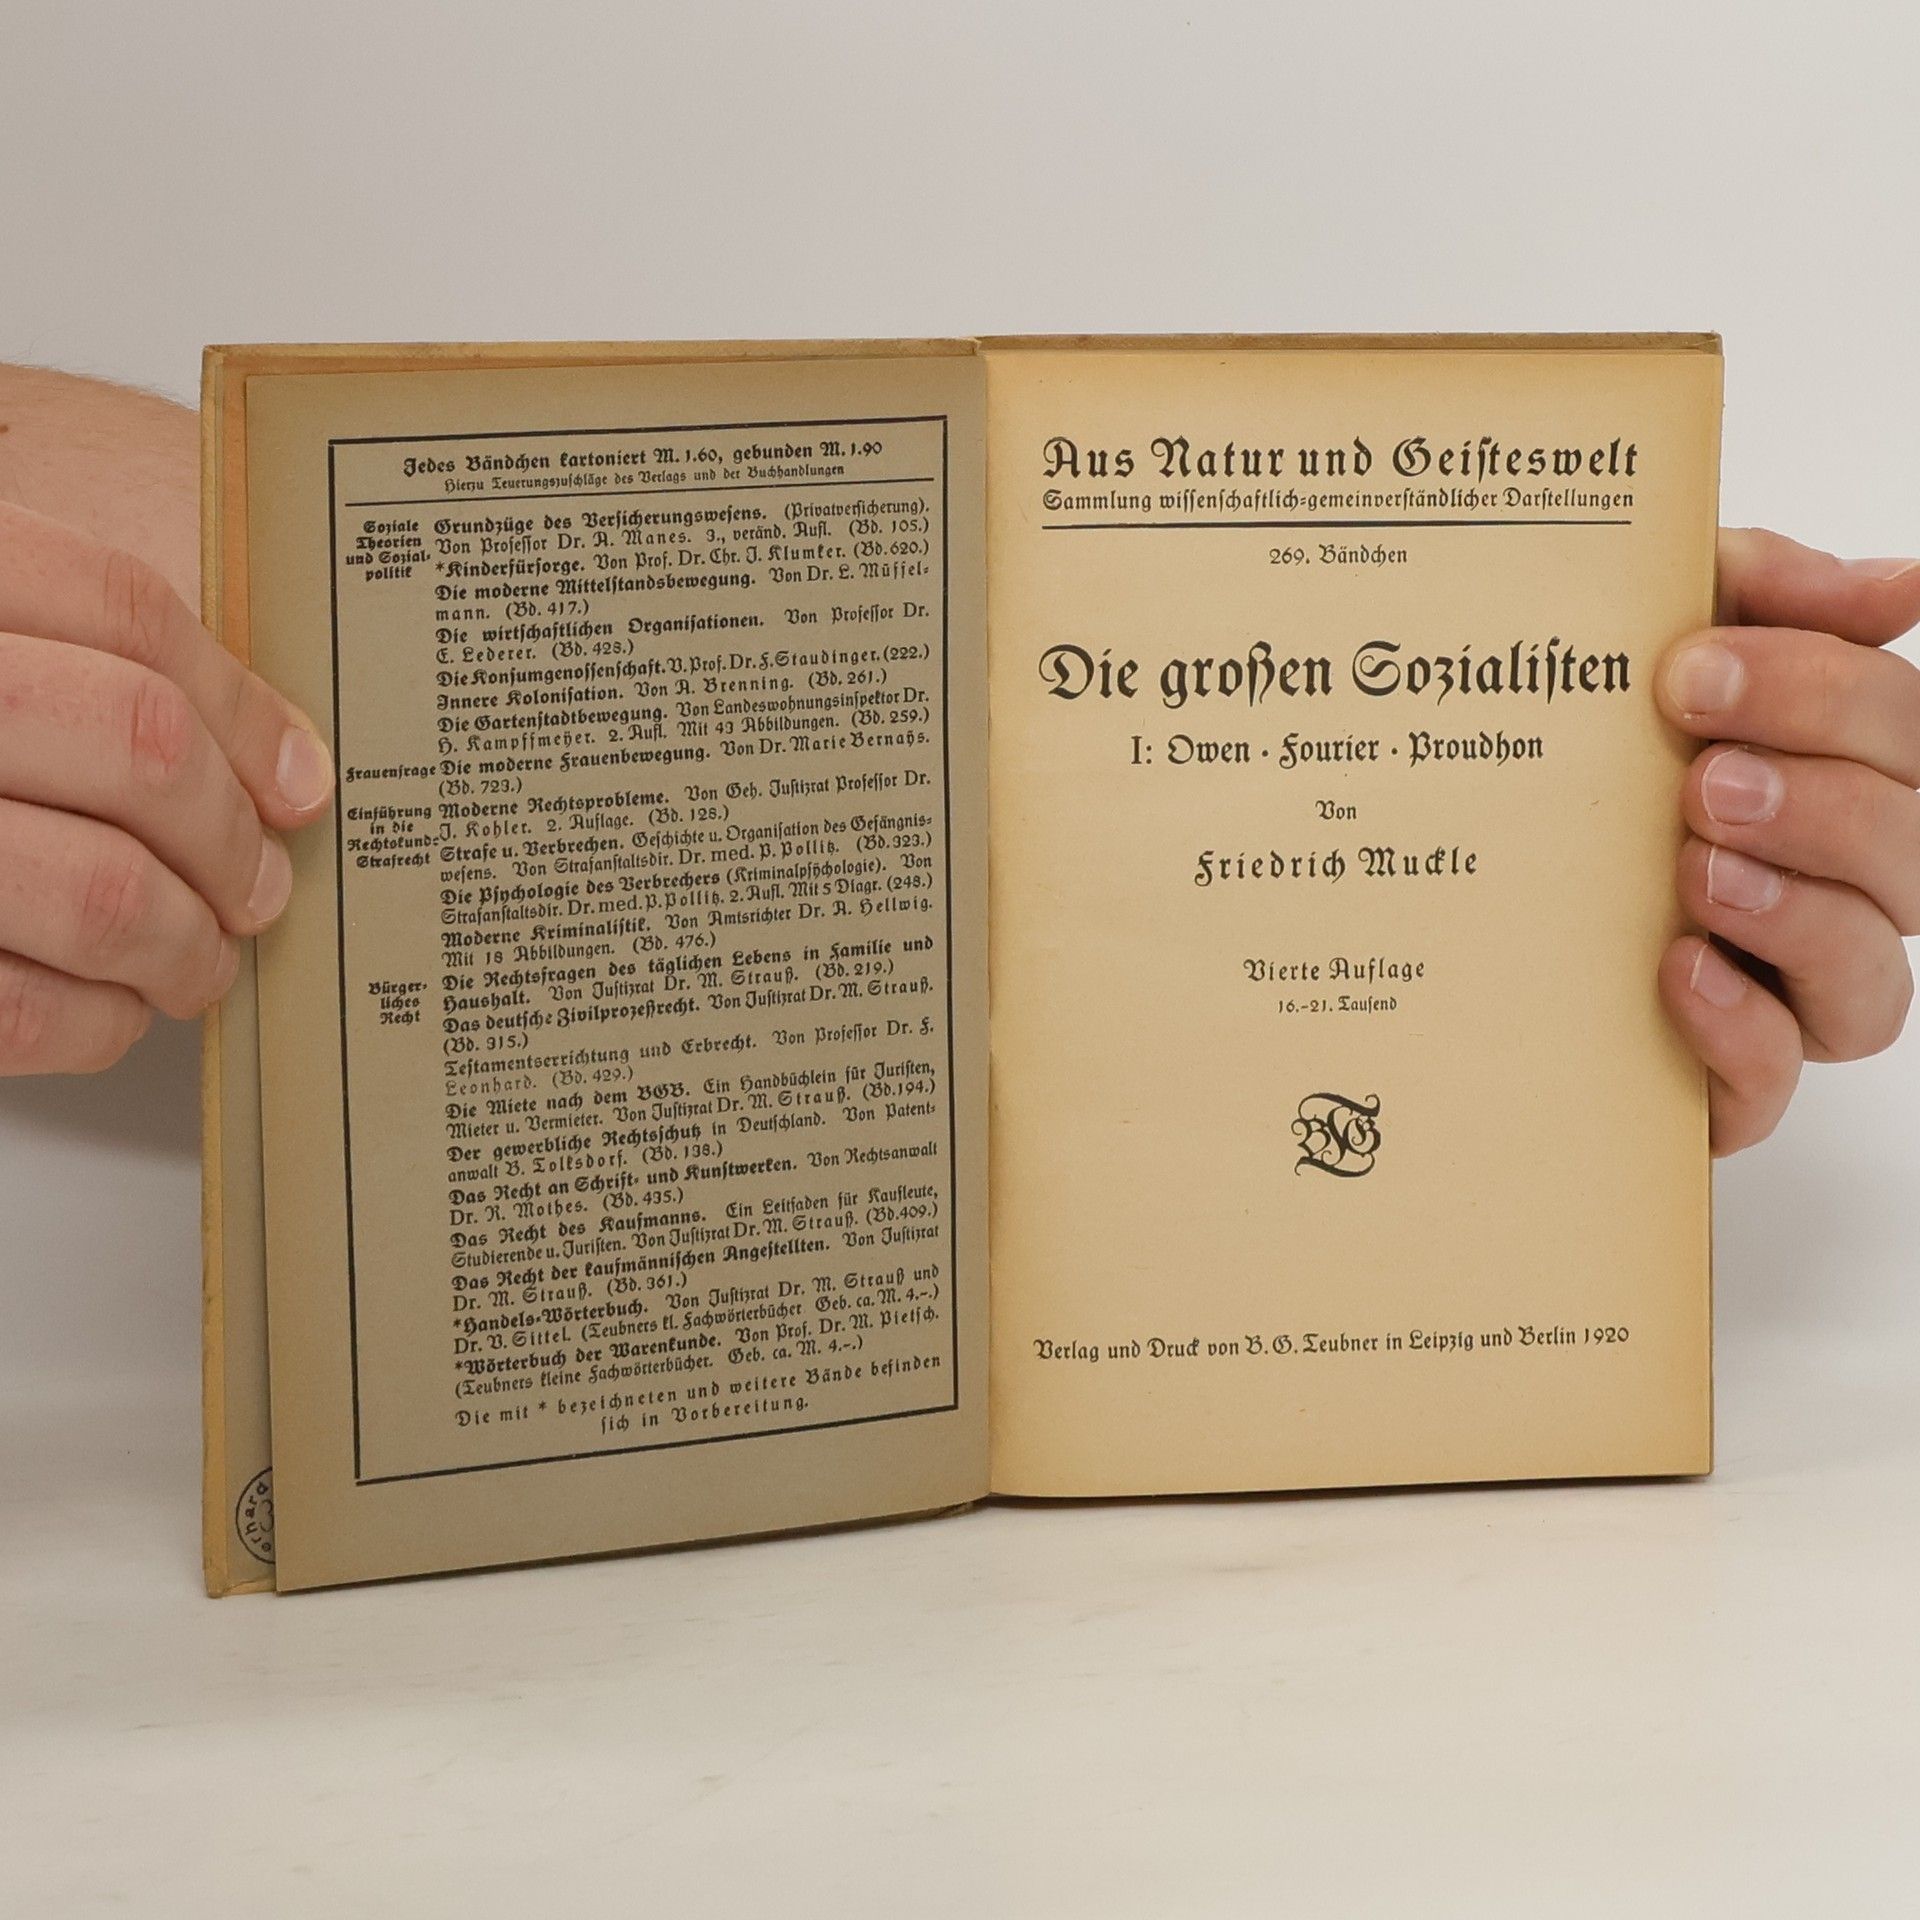 Jedes Bändchen kartoniert M. 1.60, gebunden M. 1.90
Hierzu Teuerungszuschläge des Verlags und der Buchhandlungen
Soziale Theorien und Sozial-politik
Grundzüge des Versicherungswesens. (Privatversicherung).
Von Professor Dr. A. Manes. 3., veränd. Aufl. (Bd. 105.)
*Kinderfürsorge. Von Prof. Dr. Chr. J. Klumker. (Bd. 620.)
Die moderne Mittelstandsbewegung. Von Dr. L. Müffel-
mann. (Bd. 417.)
Die wirtschaftlichen Organisationen. Von Professor Dr.
E. Lederer. (Bd. 428.)
Die Konsumgenossenschaft. V. Prof. Dr. F. Staudinger. (222.)
Innere Kolonisation. Von A. Brenning. (Bd. 261.)
Die Gartenstadtbewegung. Von Landeswohnungsinspektor Dr.
H. Kampffmeyer. 2. Aufl. Mit 43 Abbildungen. (Bd. 259.)
Frauenfrage Die moderne Frauenbewegung. Von Dr. Marie Bernays.
(Bd. 723.)
Einführung in die Rechtskund-
Moderne Rechtsprobleme. Von Geh. Justizrat Professor Dr.
J. Kohler. 2. Auflage. (Bd. 128.)
Strafrecht Strafe u. Verbrechen. Geschichte u. Organisation des Gefängnis-
wesens. Von Strafanstaltsdir. Dr. med. P. Pollitz. (Bd. 323.)
Die Psychologie des Verbrechers (Kriminalpsychologie). Von
Strafanstaltsdir. Dr. med. P. Pollitz. 2. Aufl. Mit 5 Diagr. (248.)
Moderne Kriminalistik. Von Amtsrichter Dr. A. Hellwig.
Mit 18 Abbildungen. (Bd. 476.)
Bürger-liches Recht
Die Rechtsfragen des täglichen Lebens in Familie und
Haushalt. Von Justizrat Dr. M. Strauß. (Bd. 219.)
Das deutsche Zivilprozeßrecht. Von Justizrat Dr. M. Strauß.
(Bd. 315.)
Testamentserrichtung und Erbrecht. Von Professor Dr. F.
Leonhard. (Bd. 429.)
Die Miete nach dem BGB. Ein Handbüchlein für Juristen,
Mieter u. Vermieter. Von Justizrat Dr. M. Strauß. (Bd. 194.)
Der gewerbliche Rechtsschutz in Deutschland. Von Patent-
anwalt B. Tolksdorf. (Bd. 138.)
Das Recht an Schrift- und Kunstwerken. Von Rechtsanwalt
Dr. R. Mothes. (Bd. 435.)
Das Recht des Kaufmanns. Ein Leitfaden für Kaufleute,
Studierende u. Juristen. Von Justizrat Dr. M. Strauß. (Bd. 409.)
Das Recht der kaufmännischen Angestellten. Von Justizrat
Dr. M. Strauß. (Bd. 361.)
*Handels-Wörterbuch. Von Justizrat Dr. M. Strauß und
Dr. V. Sittel. (Teubners kl. Fachwörterbücher Geb. ca. M. 4.-.)
*Wörterbuch der Warenkunde. Von Prof. Dr. M. Pietsch.
(Teubners kleine Fachwörterbücher. Geb. ca. M. 4.-.)
Die mit * bezeichneten und weitere Bände befinden
sich in Vorbereitung.
Aus Natur und Geisteswelt
Sammlung wissenschaftlich-gemeinverständlicher Darstellungen
269. Bändchen
Die großen Sozialisten
I: Owen · Fourier · Proudhon
Von
Friedrich Muckle
Vierte Auflage
16.-21. Tausend
BTG
Verlag und Druck von B. G. Teubner in Leipzig und Berlin 1920